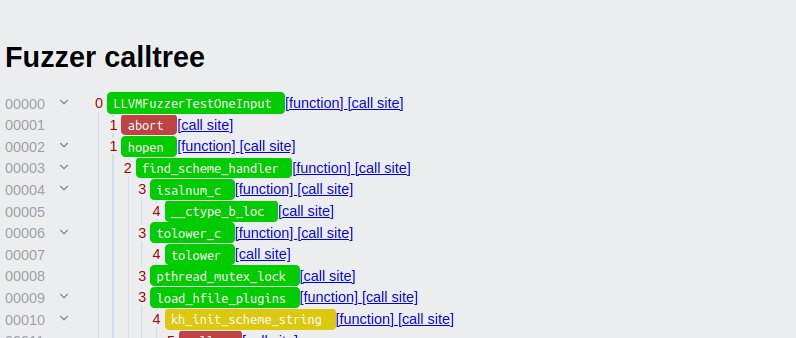 Fuzzer calltree
00000 0 LLVMFuzzerTestOneInput [function] [call site]
00001 1 abort [call site]
00002 1 hopen [function] [call site]
00003 2 find_scheme_handler [function] [call site]
00004 3 isalnum_c [function] [call site]
00005 4 __ctype_b_loc [call site]
00006 3 tolower_c [function] [call site]
00007 4 tolower [call site]
00008 3 pthread_mutex_lock [call site]
00009 3 load_hfile_plugins [function] [call site]
00010 4 kh_init_scheme_string [function] [call site]